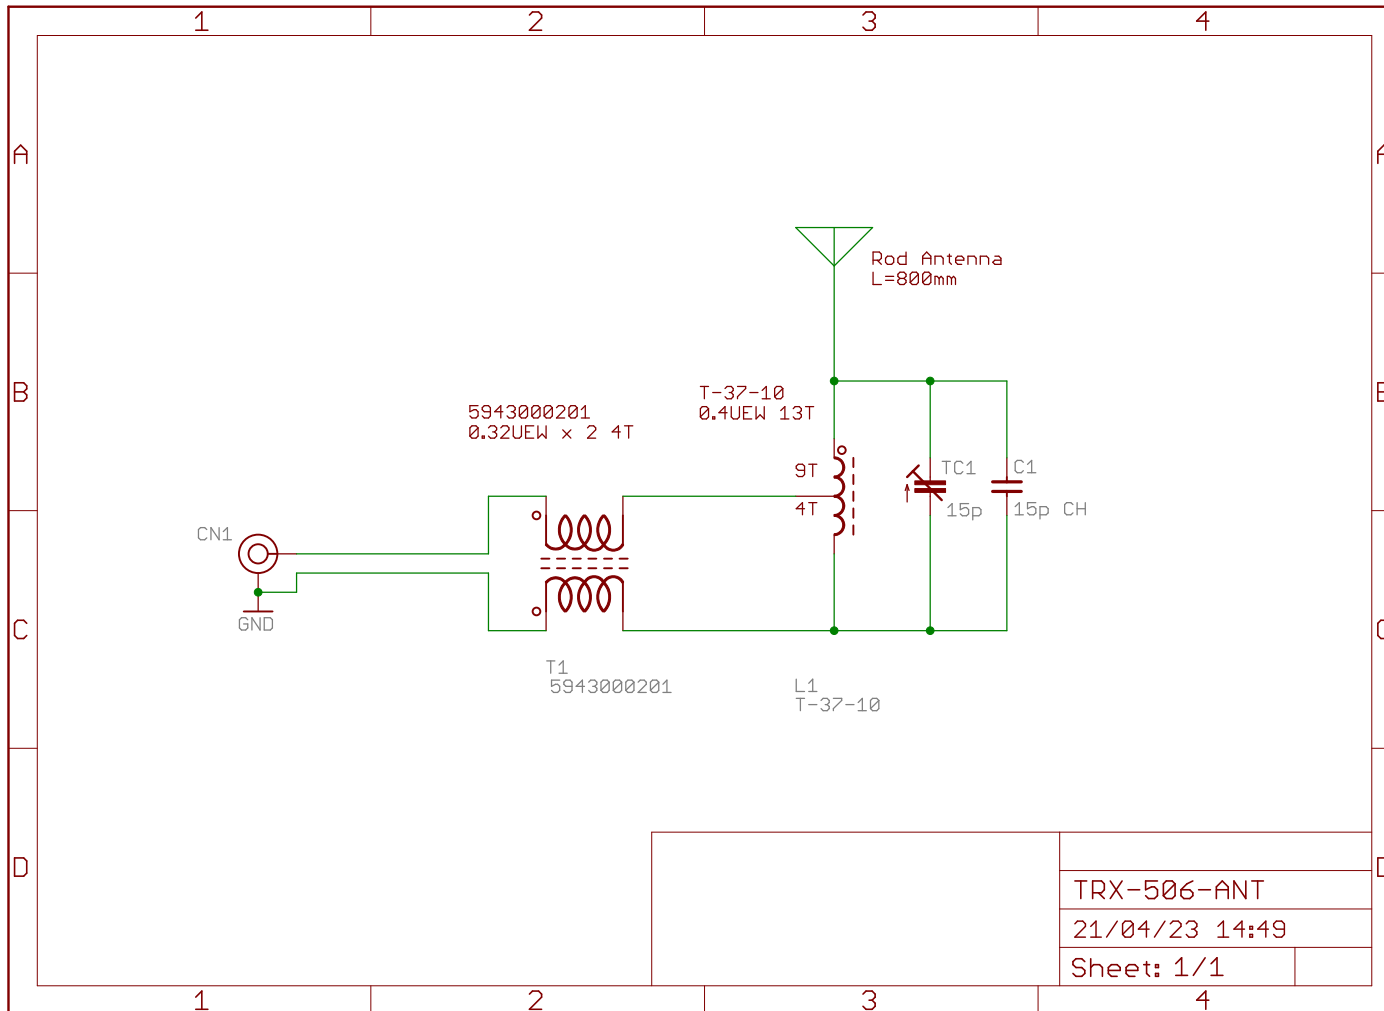 1 2 3 4
A A
Rod Antenna
L=800mm
B B
T-37-10
0.4UEW 13T
5943000201
0.32UEW x 2 4T
9T
4T
TC1
15p
C1
15p CH
CN1
GND
C C
T1
5943000201
L1
T-37-10
D D
TRX-506-ANT
21/04/23 14:49
Sheet: 1/1
1 2 3 4